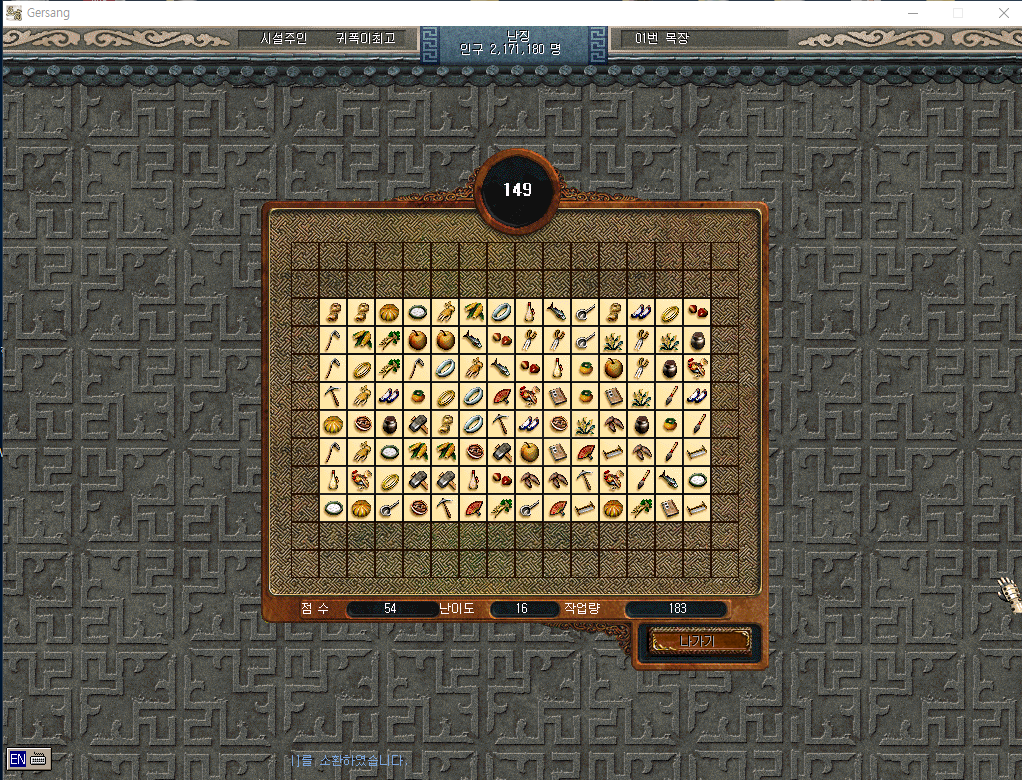 Gersang
시설주인 귀폭미최고
난징
인구 2,171,180 명
이번 목장
149
점 수 54 난이도 16 작업량 183
나가기
EN
를 소환하였습니다.